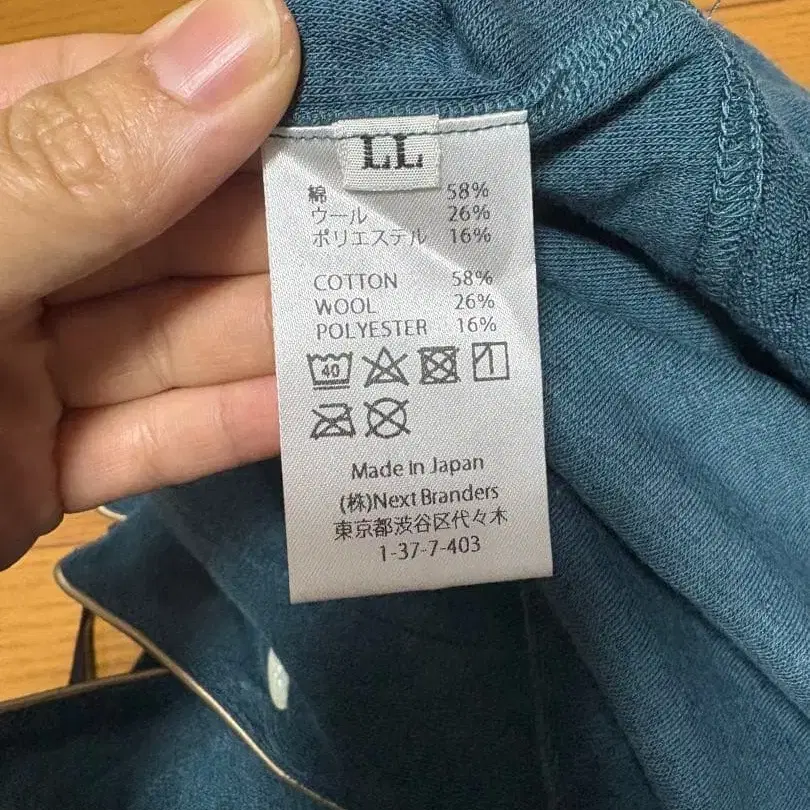 LL
綿 58%
ウール 26%
ポリエステル 16%
COTTON 58%
WOOL 26%
POLYESTER 16%
40
Made in Japan
(株)Next Branders
東京都渋谷区代々木
1-37-7-403